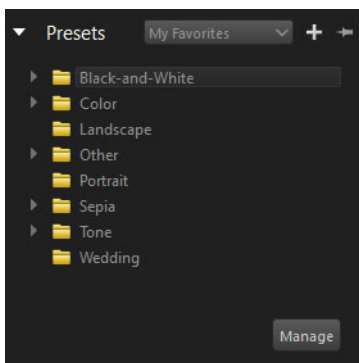 Presets My Favorites
Black-and-White
Color
Landscape
Other
Portrait
Sepia
Tone
Wedding
Manage